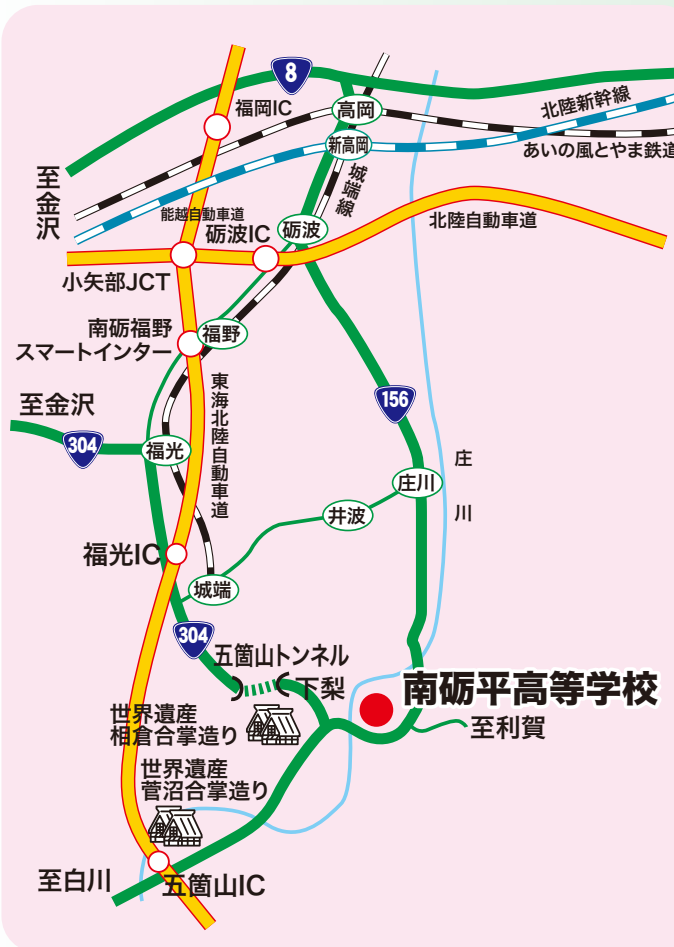 8
福岡IC
高岡
北陸新幹線
新高岡
あいの風とやま鉄道
至金沢
城端線
能越自動車道
砺波IC
砺波
北陸自動車道
小矢部JCT
南砺福野
スマートインター
福野
東海北陸自動車道
156
至金沢
304
福光
庄川
庄川
井波
福光IC
城端
304
五箇山トンネル
下梨
南砺平高等学校
世界遺産
相倉合掌造り
至利賀
世界遺産
菅沼合掌造り
至白川
五箇山IC